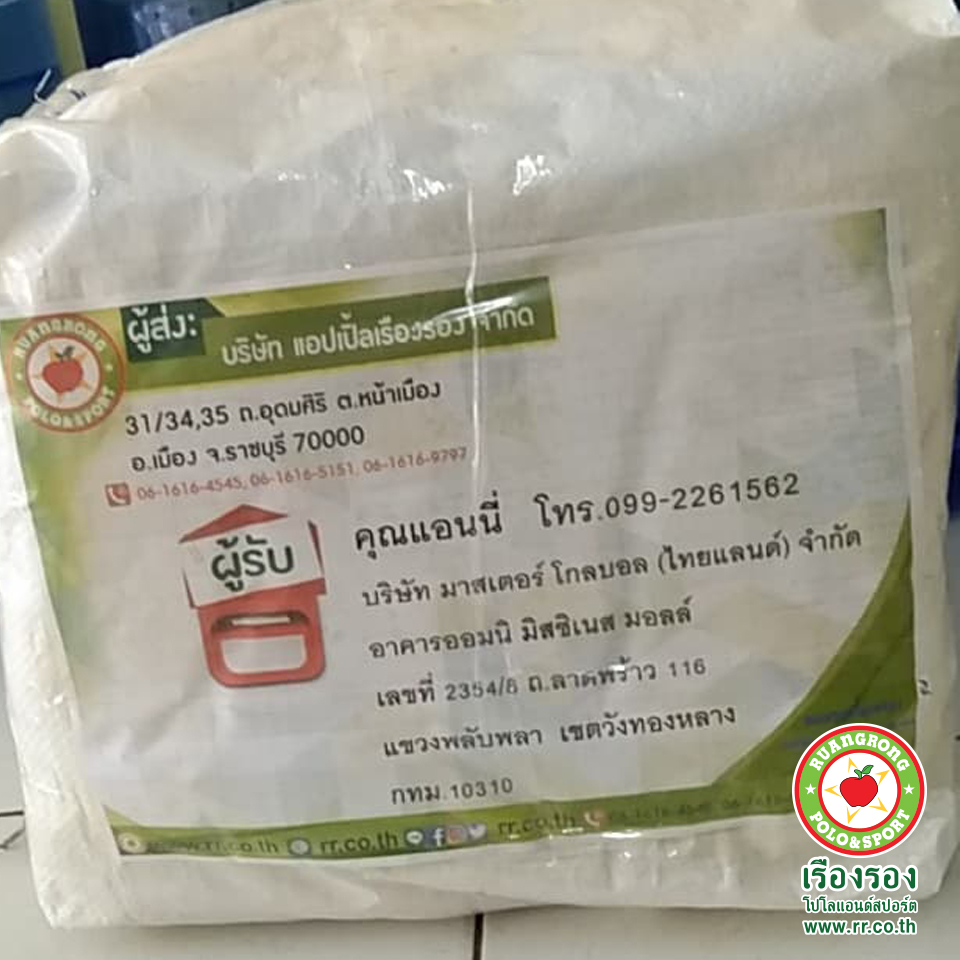 RUANGRONG
POLO&SPORT
ผู้ส่ง:
บริษัท แอปเปิ้ลเรืองรอง จำกัด
31/34,35 ถ.อุดมศิริ ต.หน้าเมือง
อ.เมือง จ.ราชบุรี 70000
06-1616-4545, 06-1616-5151, 06-1616-9797
ผู้รับ
คุณแอนนี่ โทร.099-2261562
บริษัท มาสเตอร์ โกลบอล (ไทยแลนด์) จำกัด
อาคารออมนิ มิสซิเนส มอลล์
เลขที่ 2354/8 ถ.ลาดพร้าว 116
แขวงพลับพลา เขตวังทองหลาง
กทม.10310
www.rr.co.th rr.co.th rr.co.th 06-1616-4545
RUANGRONG
POLO&SPORT
เรืองรอง
โปโลแอนด์สปอร์ต
www.rr.co.th